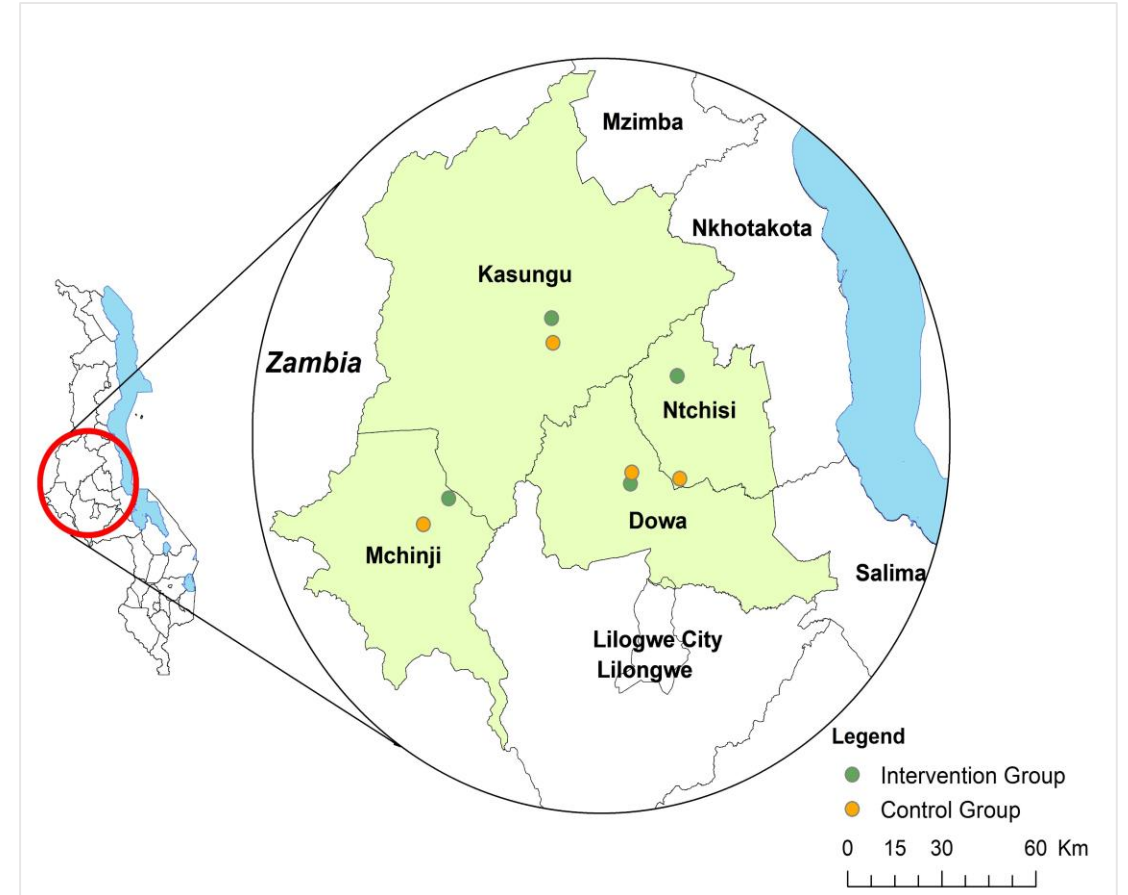 Mzimba
Nkhotakota
Kasungu
Zambia
Ntchisi
Dowa
Mchinji
Salima
Lilogwe City
Lilongwe
Legend
Intervention Group
Control Group
0 15 30 60 Km